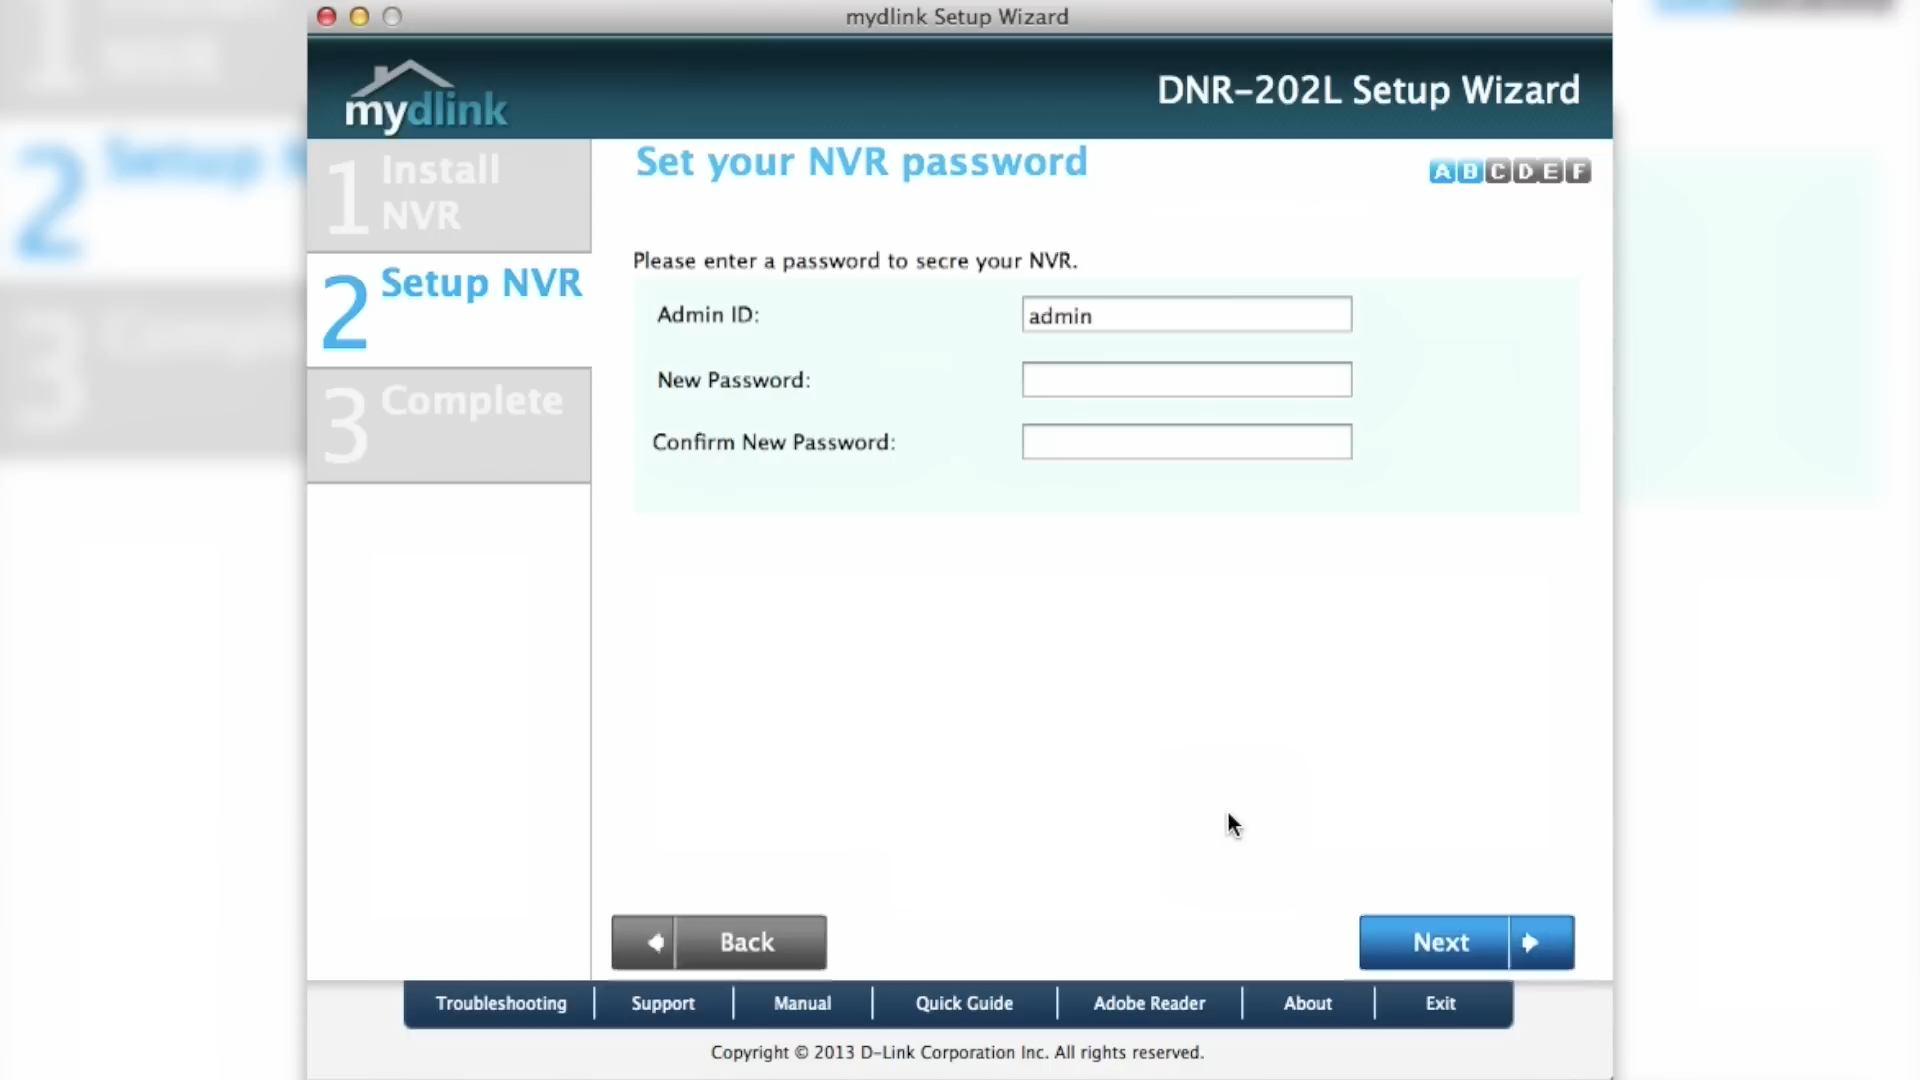 mydlink Setup Wizard
mydlink
DNR-202L Setup Wizard
1 Install
NVR
2 Setup NVR
3 Complete
Set your NVR password
A B C D E F
Please enter a password to secre your NVR.
Admin ID: admin
New Password:
Confirm New Password:
Back
Next
Troubleshooting Support Manual Quick Guide Adobe Reader About Exit
Copyright © 2013 D-Link Corporation Inc. All rights reserved.